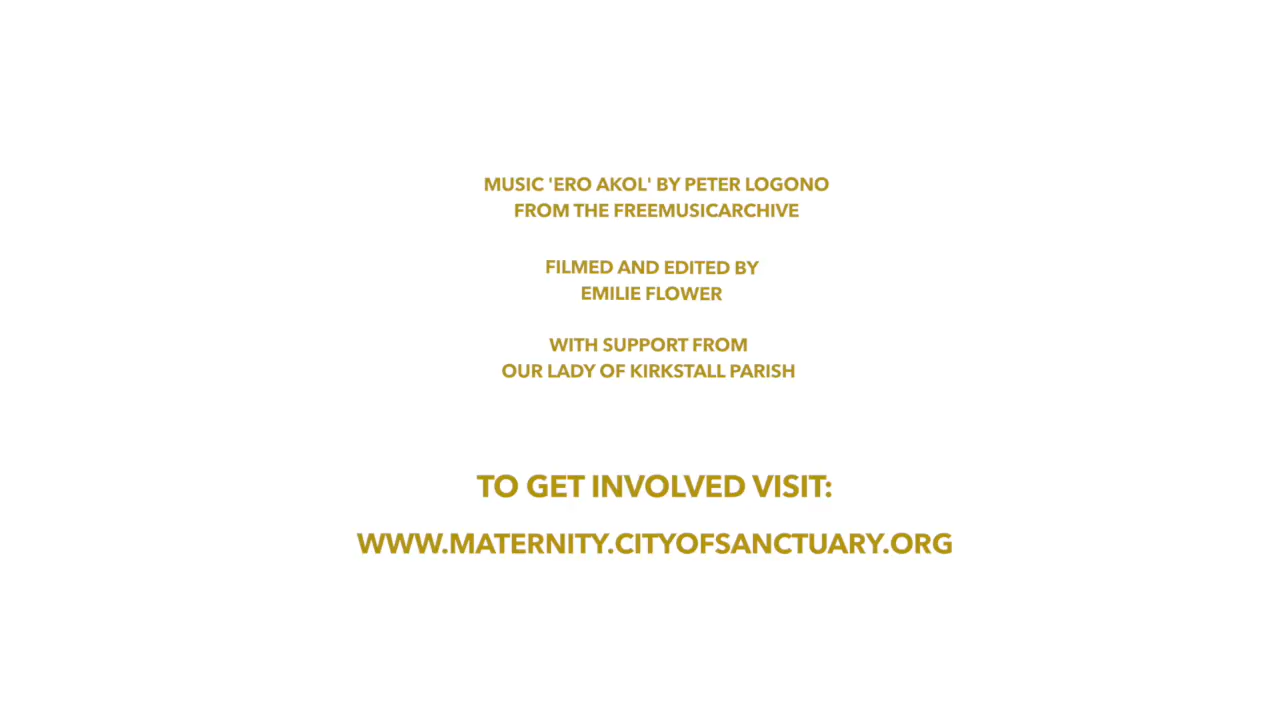 MUSIC 'ERO AKOL' BY PETER LOGONO
FROM THE FREEMUSICARCHIVE
FILMED AND EDITED BY
EMILIE FLOWER
WITH SUPPORT FROM
OUR LADY OF KIRKSTALL PARISH
TO GET INVOLVED VISIT:
WWW.MATERNITY.CITYOFSANCTUARY.ORG